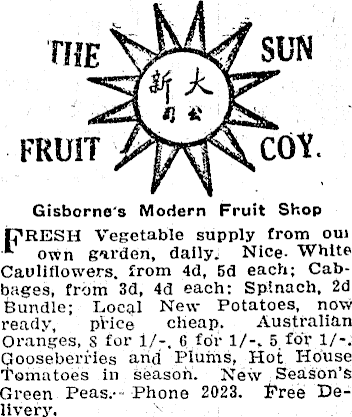 THE SUN
新 大
司 公
FRUIT COY.
Gisborne's Modern Fruit Shop
FRESH Vegetable supply from our
own garden, daily. Nice White
Cauliflowers, from 4d, 5d each; Cab-
bages, from 3d, 4d each: Spinach, 2d
Bundle; Local New Potatoes, now
ready, price cheap. Australian
Oranges, 8 for 1/-, 6 for 1/-, 5 for 1/-.
Gooseberries and Plums, Hot House
Tomatoes in season. New Season's
Green Peas. Phone 2023. Free De-
livery.